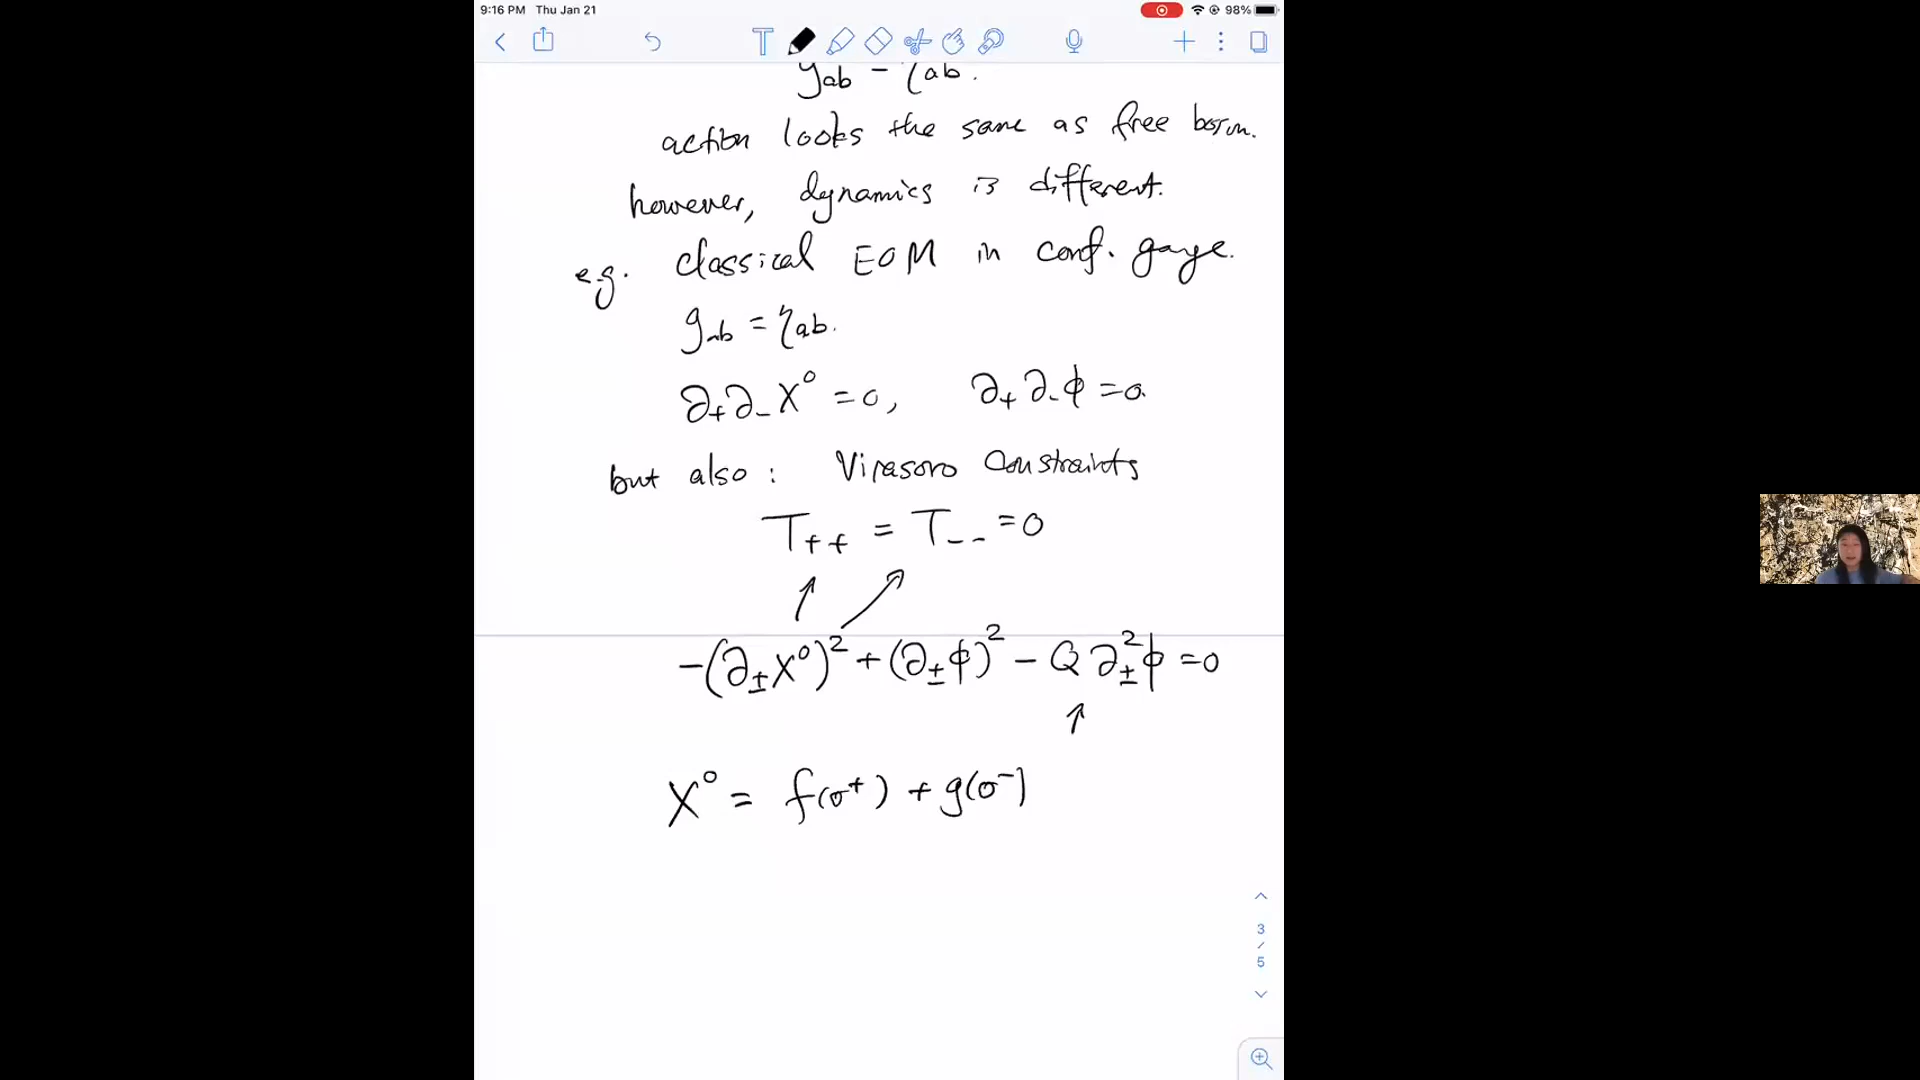 9:16 PM Thu Jan 21 98%
g_ab = η_ab.
action looks the same as free boson.
however, dynamics is different.
e.g. classical EOM in conf. gauge.
g_ab = η_ab.
∂₊∂₋X⁰ = 0, ∂₊∂₋ϕ = 0.
but also : Virasoro Constraints
T₊₊ = T₋₋ = 0
-(∂±X⁰)² + (∂±ϕ)² - Q ∂±²ϕ = 0
X⁰ = f(σ⁺) + g(σ⁻)
3
/
5